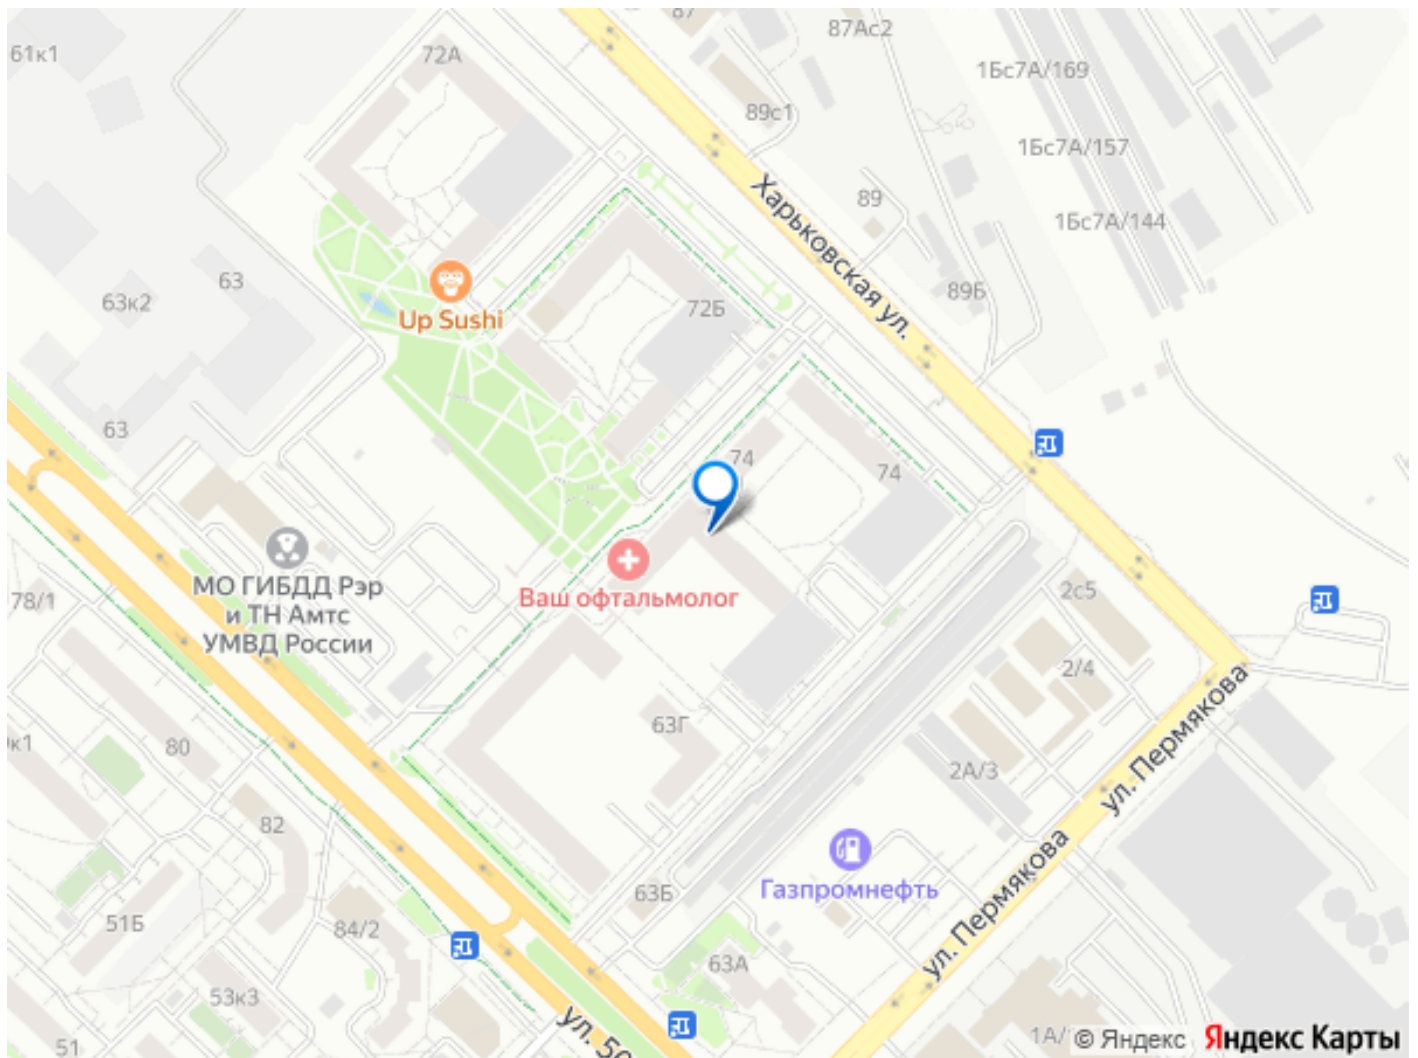 87
87Ас2
61к1
72А
1Бс7А/169
89с1
1Бс7А/157
89
Харьковская ул.
1Бс7А/144
63
63к2
89Б
72Б
Up Sushi
63
74
74
МО ГИБДД Рэр
и ТН Амтс
УМВД России
78/1
Ваш офтальмолог
2с5
2/4
63Г
к1
80
ул. Пермякова
2А/3
82
Газпромнефть
63Б
51Б
84/2
ул. Пермякова
63А
53к3
ул. 50
51
1А/
© Яндекс Яндекс Карты